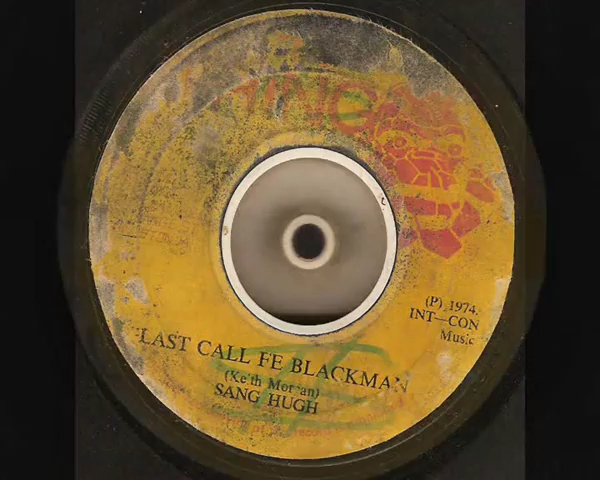 (P) 1974.
INT—CON
Music
LAST CALL FE BLACKMAN
(Keith Morgan)
SANG HUGH